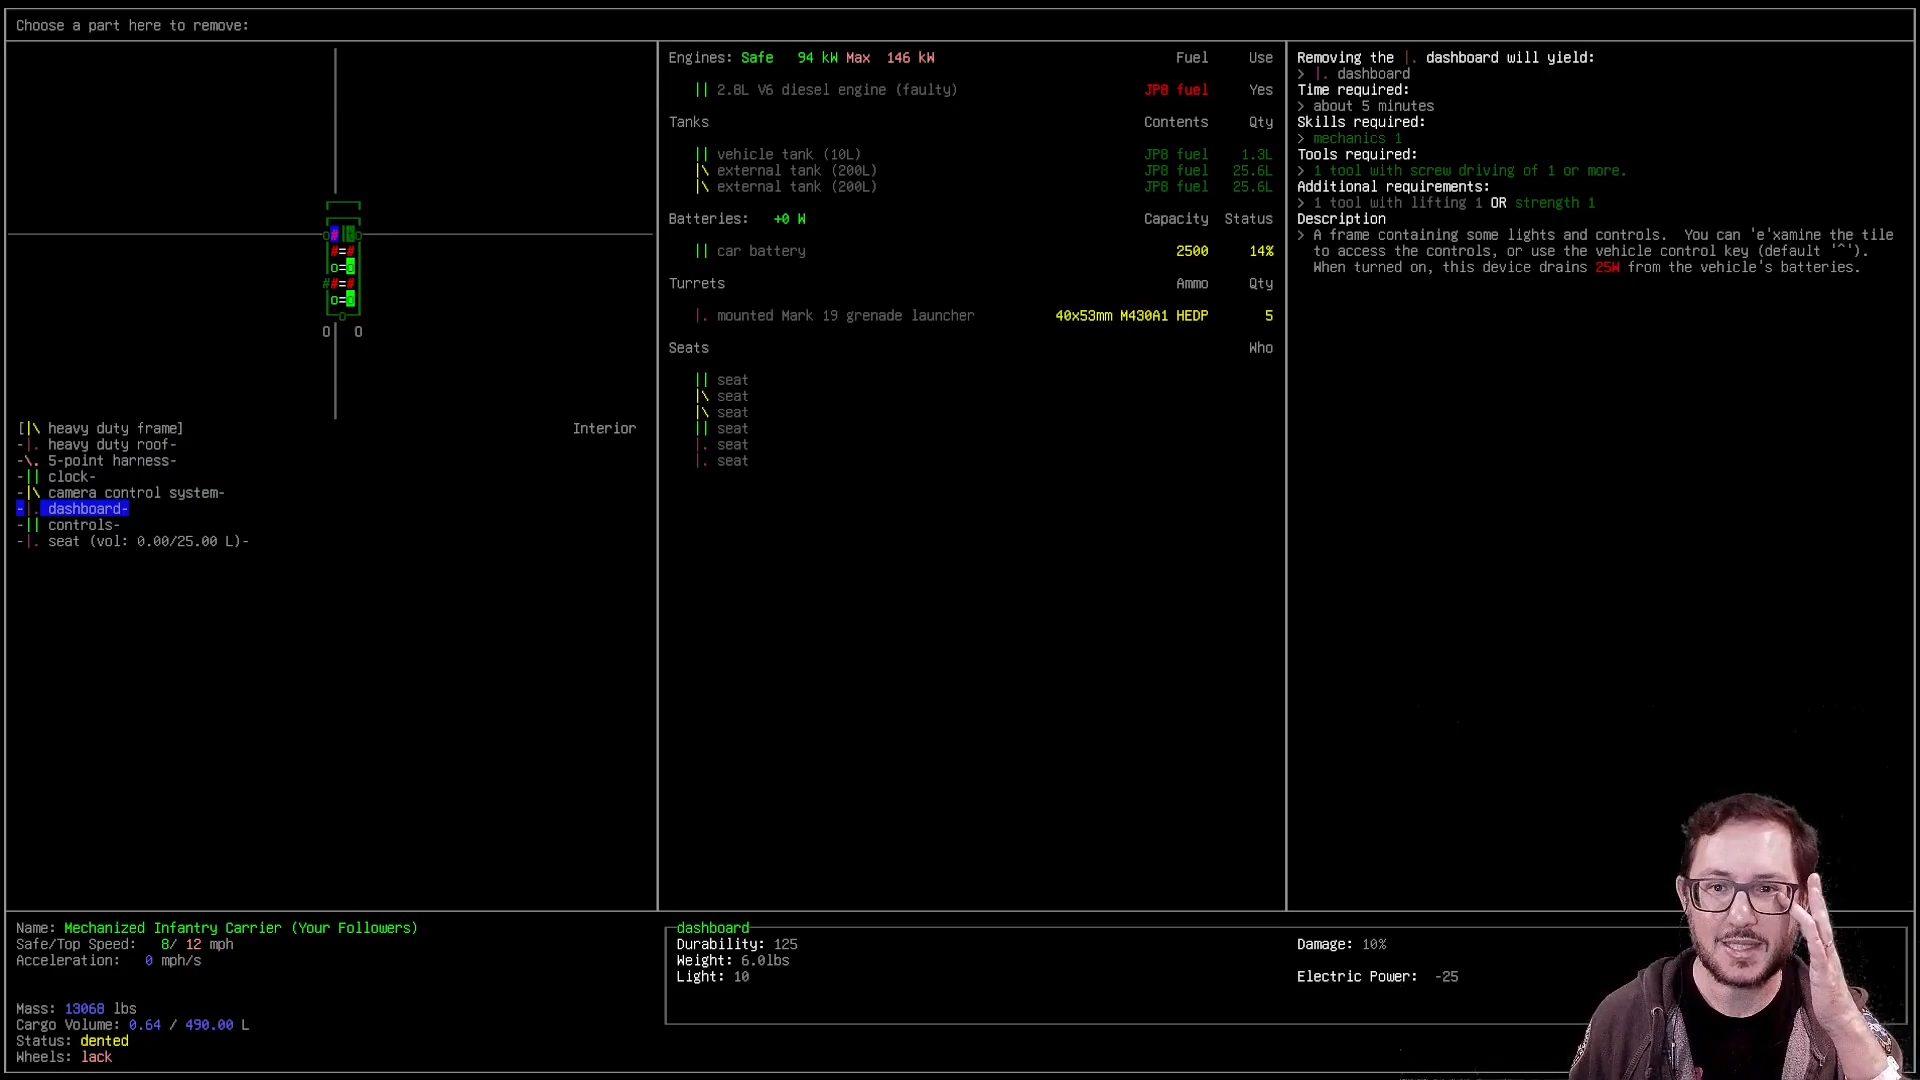 Choose a part here to remove:
Engines: Safe 94 kW Max 146 kW Fuel Use
|| 2.8L V6 diesel engine (faulty) JP8 fuel Yes
Tanks Contents Qty
|| vehicle tank (10L) JP8 fuel 1.3L
|\ external tank (200L) JP8 fuel 25.6L
|\ external tank (200L) JP8 fuel 25.6L
Batteries: +0 W Capacity Status
|| car battery 2500 14%
Turrets Ammo Qty
|. mounted Mark 19 grenade launcher 40x53mm M430A1 HEDP 5
Seats Who
|| seat
|\ seat
|\ seat
|| seat
|. seat
|. seat
Removing the |. dashboard will yield:
> |. dashboard
Time required:
> about 5 minutes
Skills required:
> mechanics 1
Tools required:
> 1 tool with screw driving of 1 or more.
Additional requirements:
> 1 tool with lifting 1 OR strength 1
Description
> A frame containing some lights and controls. You can 'e'xamine the tile
to access the controls, or use the vehicle control key (default '^').
When turned on, this device drains 25W from the vehicle's batteries.
[|\ heavy duty frame] Interior
-|. heavy duty roof-
-\. 5-point harness-
-|| clock-
-|\ camera control system-
-|. dashboard-
-|| controls-
-|. seat (vol: 0.00/25.00 L)-
Name: Mechanized Infantry Carrier (Your Followers)
Safe/Top Speed: 8/ 12 mph
Acceleration: 0 mph/s
Mass: 13068 lbs
Cargo Volume: 0.64 / 490.00 L
Status: dented
Wheels: lack
dashboard
Durability: 125 Damage: 10%
Weight: 6.0lbs
Light: 10 Electric Power: -25